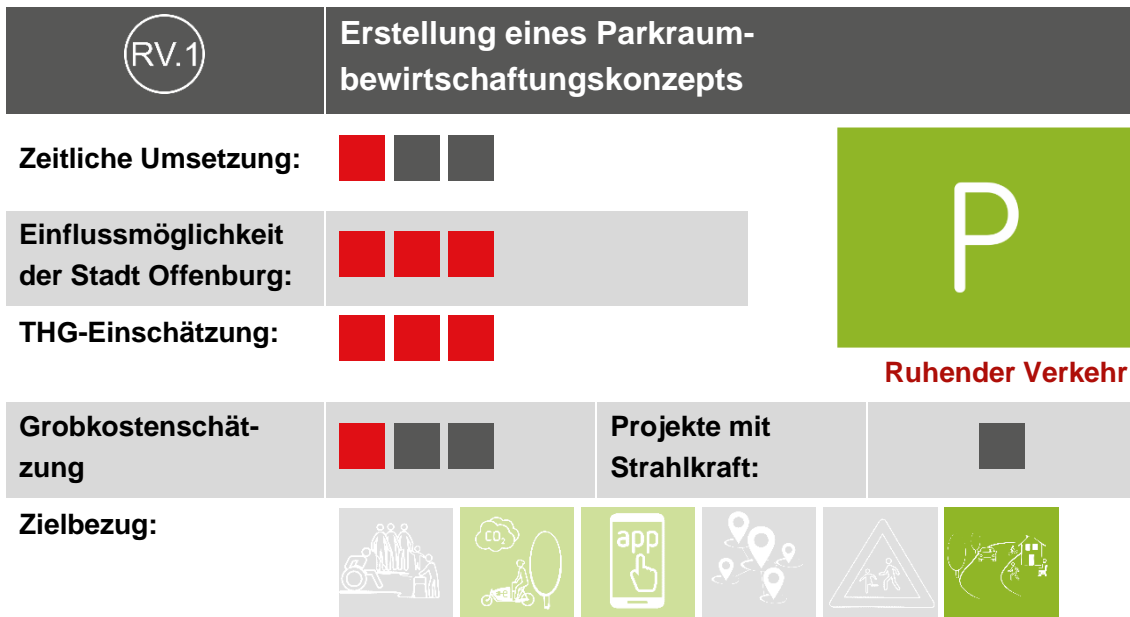 RV.1
Erstellung eines Parkraum-
bewirtschaftungskonzepts
Zeitliche Umsetzung:
P
Einflussmöglichkeit
der Stadt Offenburg:
THG-Einschätzung:
Ruhender Verkehr
Grobkostenschät-
zung
Projekte mit
Strahlkraft:
Zielbezug:
CO₂
app